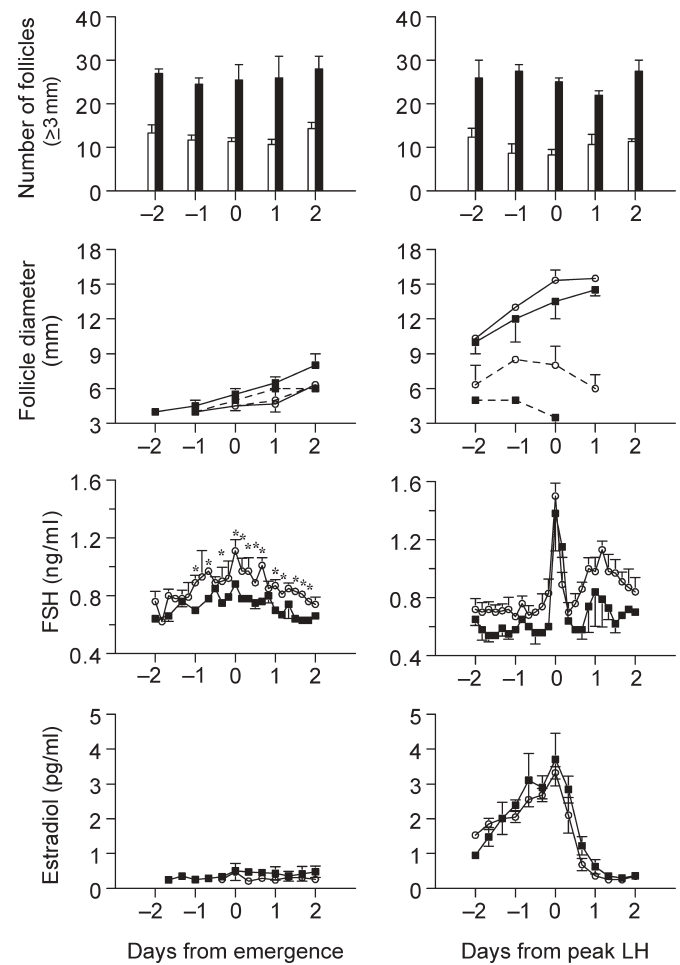 Number of follicles
(≥3 mm)
40
30
20
10
0
–2 –1 0 1 2
40
30
20
10
0
–2 –1 0 1 2
Follicle diameter
(mm)
18
15
12
9
6
3
–2 –1 0 1 2
18
15
12
9
6
3
–2 –1 0 1 2
FSH (ng/ml)
1.6
1.2
0.8
0.4
* * * * * * * * * * * * *
–2 –1 0 1 2
1.6
1.2
0.8
0.4
–2 –1 0 1 2
Estradiol (pg/ml)
5
4
3
2
1
0
–2 –1 0 1 2
5
4
3
2
1
0
–2 –1 0 1 2
Days from emergence
Days from peak LH